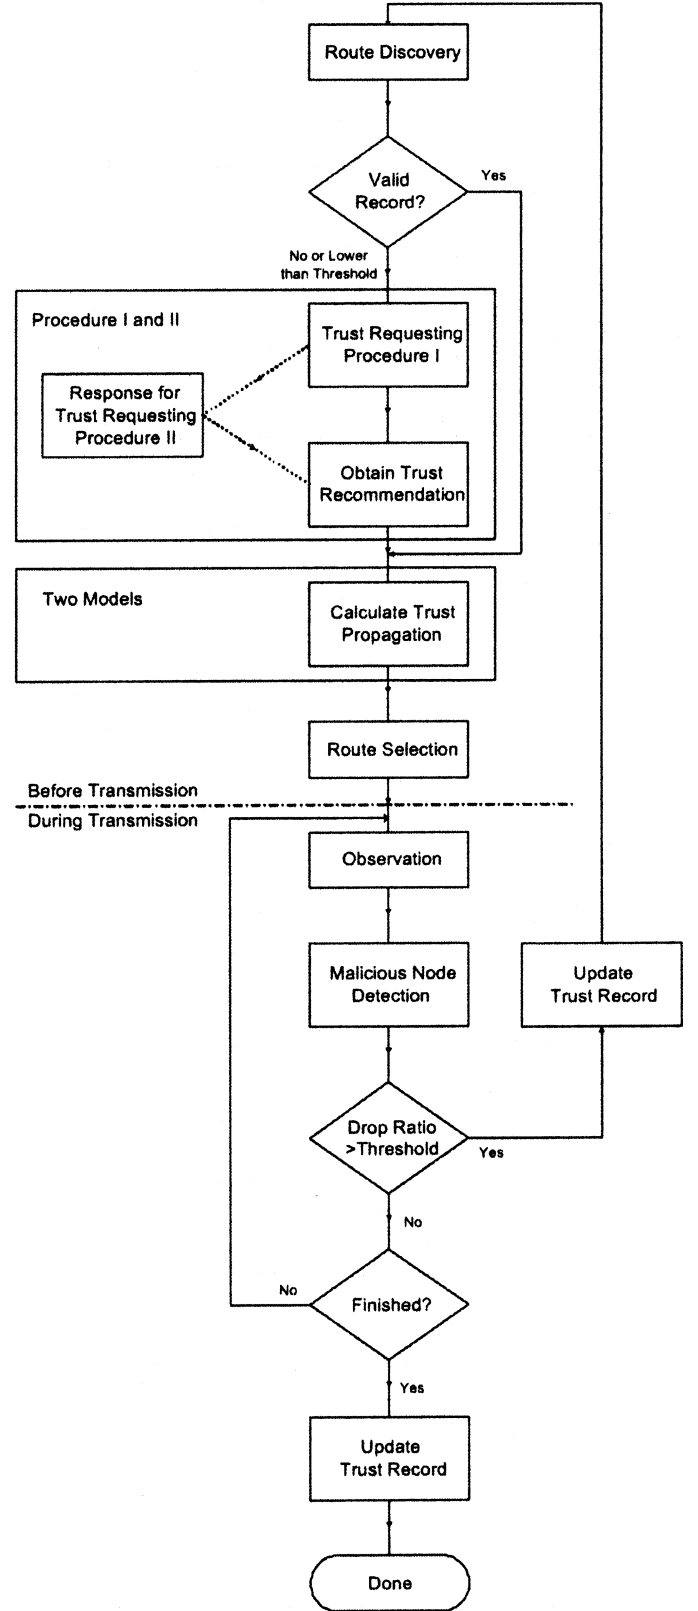 Route Discovery
Valid
Record?
Yes
No or Lower
than Threshold
Procedure I and II
Trust Requesting
Procedure I
Response for
Trust Requesting
Procedure II
Obtain Trust
Recommendation
Two Models
Calculate Trust
Propagation
Route Selection
Before Transmission
During Transmission
Observation
Malicious Node
Detection
Update
Trust Record
Drop Ratio
>Threshold
Yes
No
No
Finished?
Yes
Update
Trust Record
Done